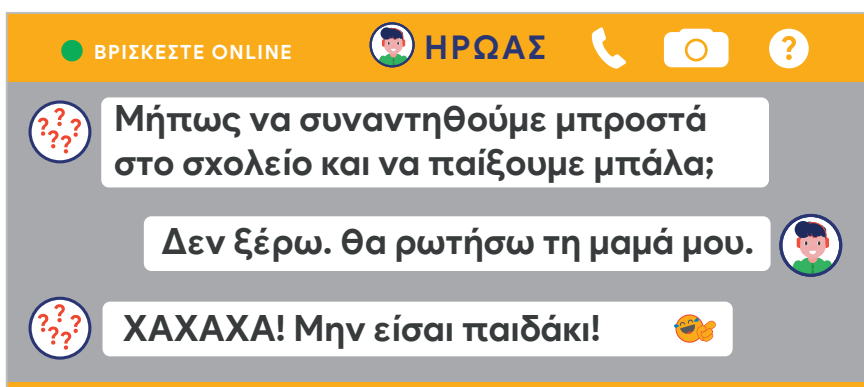 ΒΡΙΣΚΕΣΤΕ ONLINE ΗΡΩΑΣ ?
??? ???
Μήπως να συναντηθούμε μπροστά
στο σχολείο και να παίξουμε μπάλα;
Δεν ξέρω. θα ρωτήσω τη μαμά μου.
??? ???
ΧΑΧΑΧΑ! Μην είσαι παιδάκι!